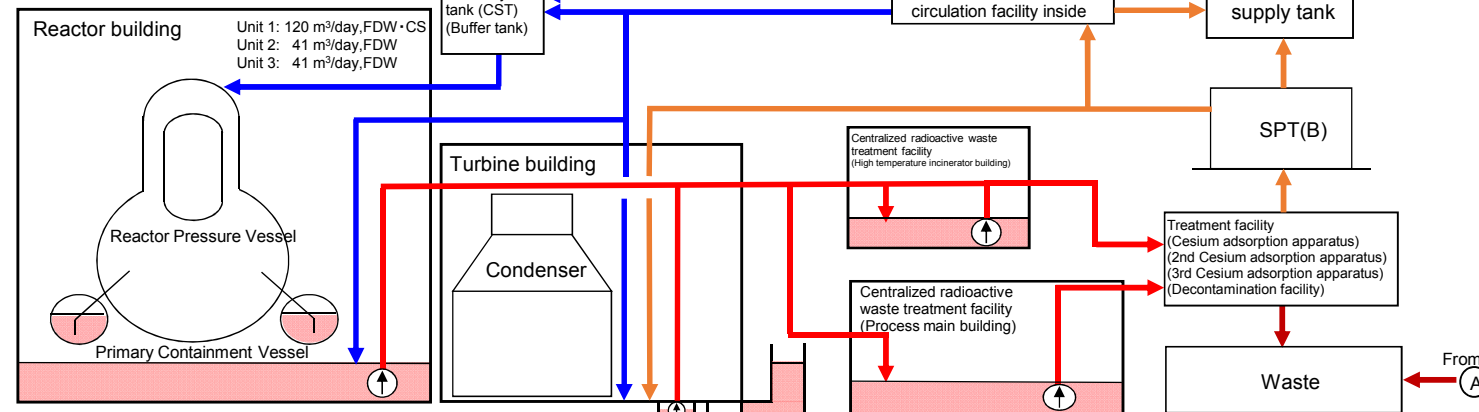 Reactor building
Unit 1: 120 m³/day,FDW・CS
Unit 2: 41 m³/day,FDW
Unit 3: 41 m³/day,FDW
tank (CST)
(Buffer tank)
circulation facility inside
supply tank
SPT(B)
Turbine building
Centralized radioactive waste
treatment facility
(High temperature incinerator building)
Reactor Pressure Vessel
Condenser
Treatment facility
(Cesium adsorption apparatus)
(2nd Cesium adsorption apparatus)
(3rd Cesium adsorption apparatus)
(Decontamination facility)
Centralized radioactive
waste treatment facility
(Process main building)
Primary Containment Vessel
Waste
From
A